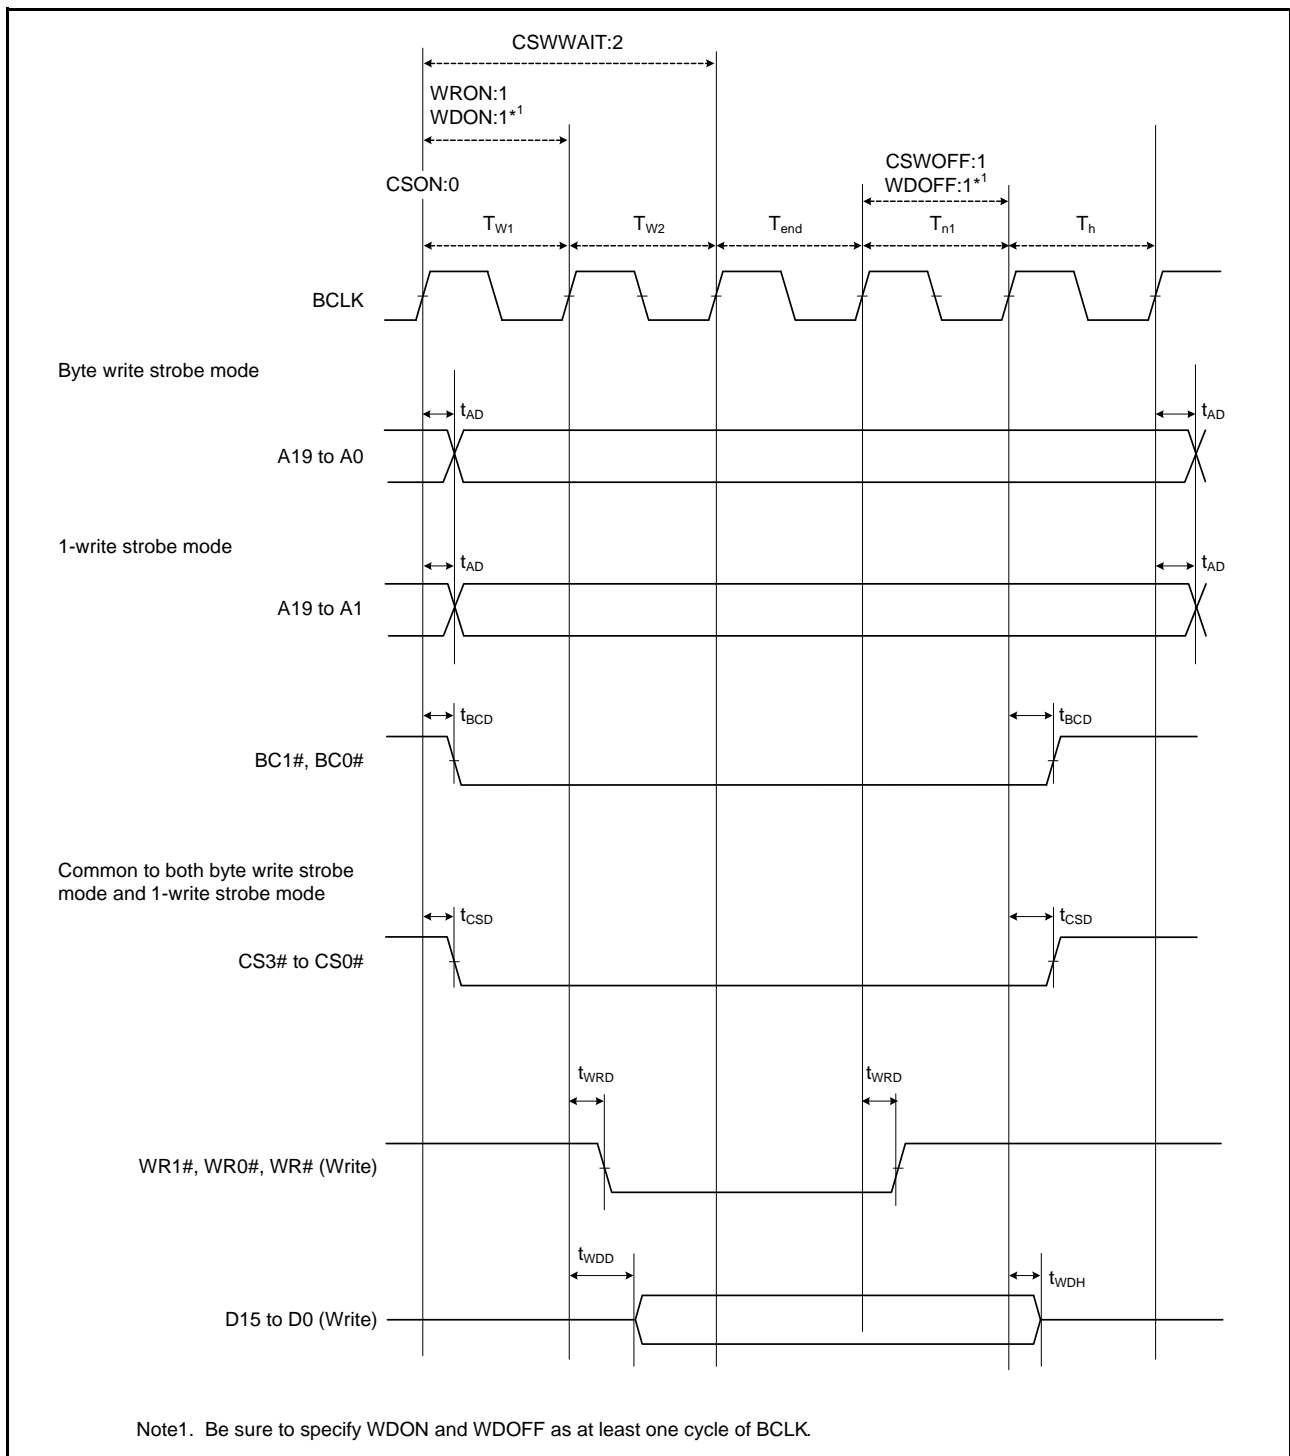 CSWWAIT:2
WRON:1
WDON:1*1
CSON:0
CSWOFF:1
WDOFF:1*1
TW1 TW2 Tend Tn1 Th
BCLK
Byte write strobe mode
tAD tAD
A19 to A0
1-write strobe mode
tAD tAD
A19 to A1
tBCD tBCD
BC1#, BC0#
Common to both byte write strobe
mode and 1-write strobe mode
tCSD tCSD
CS3# to CS0#
tWRD tWRD
WR1#, WR0#, WR# (Write)
tWDD tWDH
D15 to D0 (Write)
Note1. Be sure to specify WDON and WDOFF as at least one cycle of BCLK.